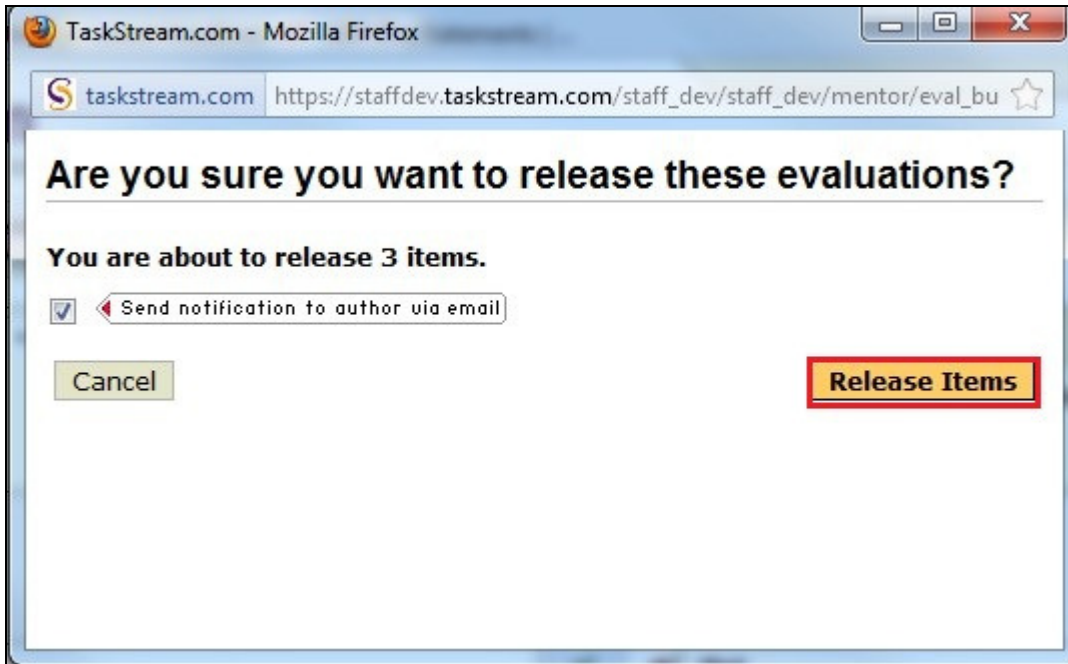 TaskStream.com - Mozilla Firefox
taskstream.com https://staffdev.taskstream.com/staff_dev/staff_dev/mentor/eval_bu
Are you sure you want to release these evaluations?
You are about to release 3 items.
Send notification to author via email
Cancel Release Items